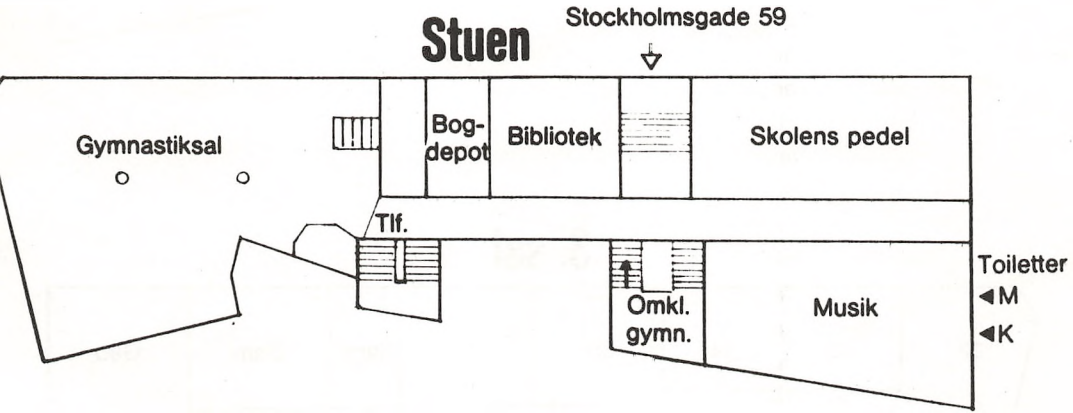 Stockholmsgade 59
Stuen
Gymnastiksal
Bog-
depot
Bibliotek
Skolens pedel
Tlf.
Omkl.
gymn.
Musik
Toiletter
M
K